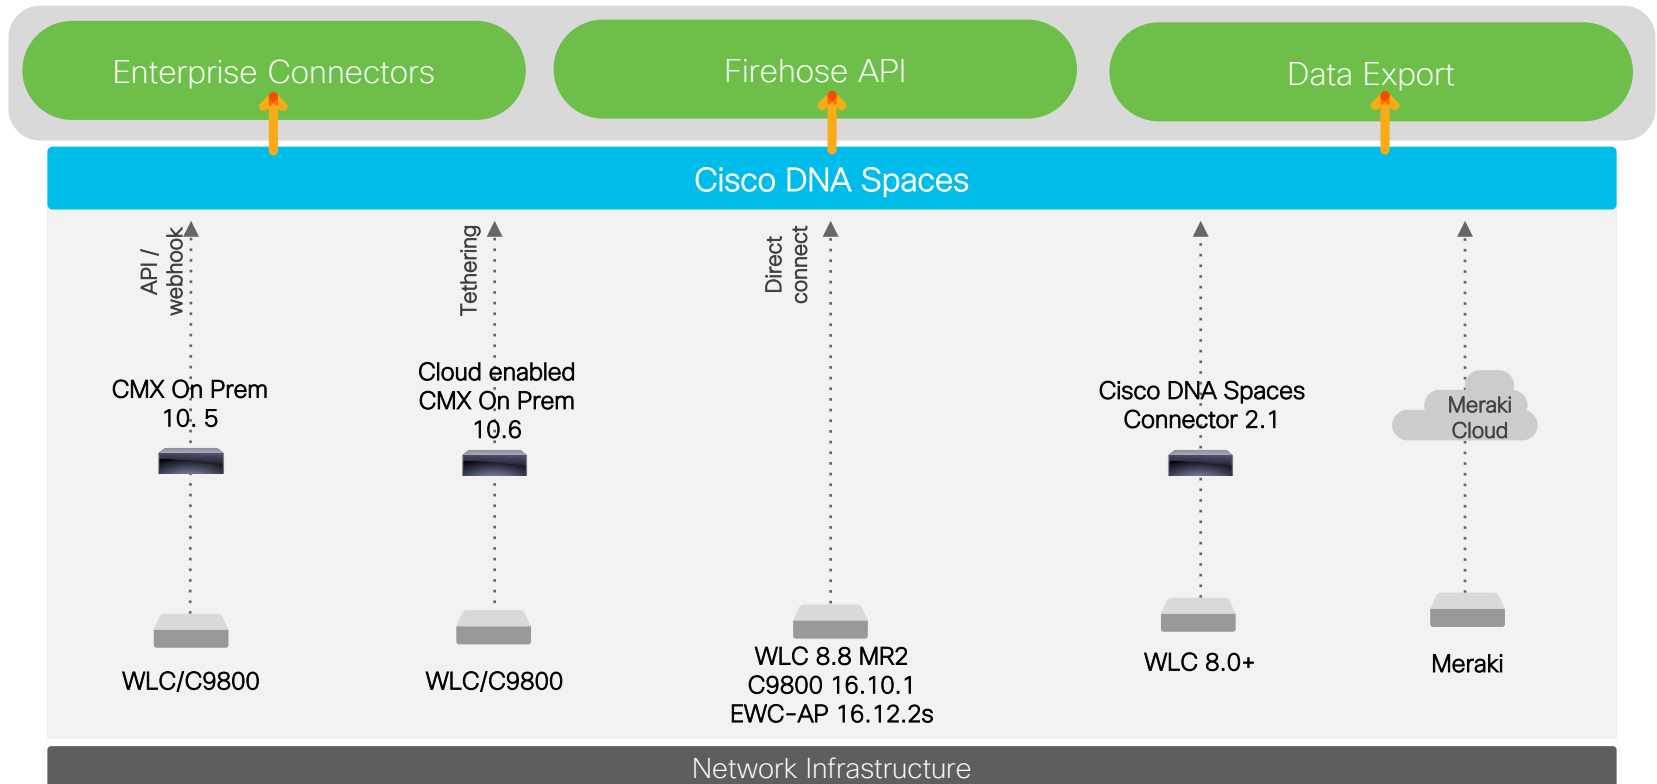 Enterprise Connectors
Firehose API
Data Export
Cisco DNA Spaces
API /
webhook
Tethering
Direct
connect
CMX On Prem
10. 5
Cloud enabled
CMX On Prem
10.6
Cisco DNA Spaces
Connector 2.1
Meraki
Cloud
WLC/C9800
WLC/C9800
WLC 8.8 MR2
C9800 16.10.1
EWC-AP 16.12.2s
WLC 8.0+
Meraki
Network Infrastructure